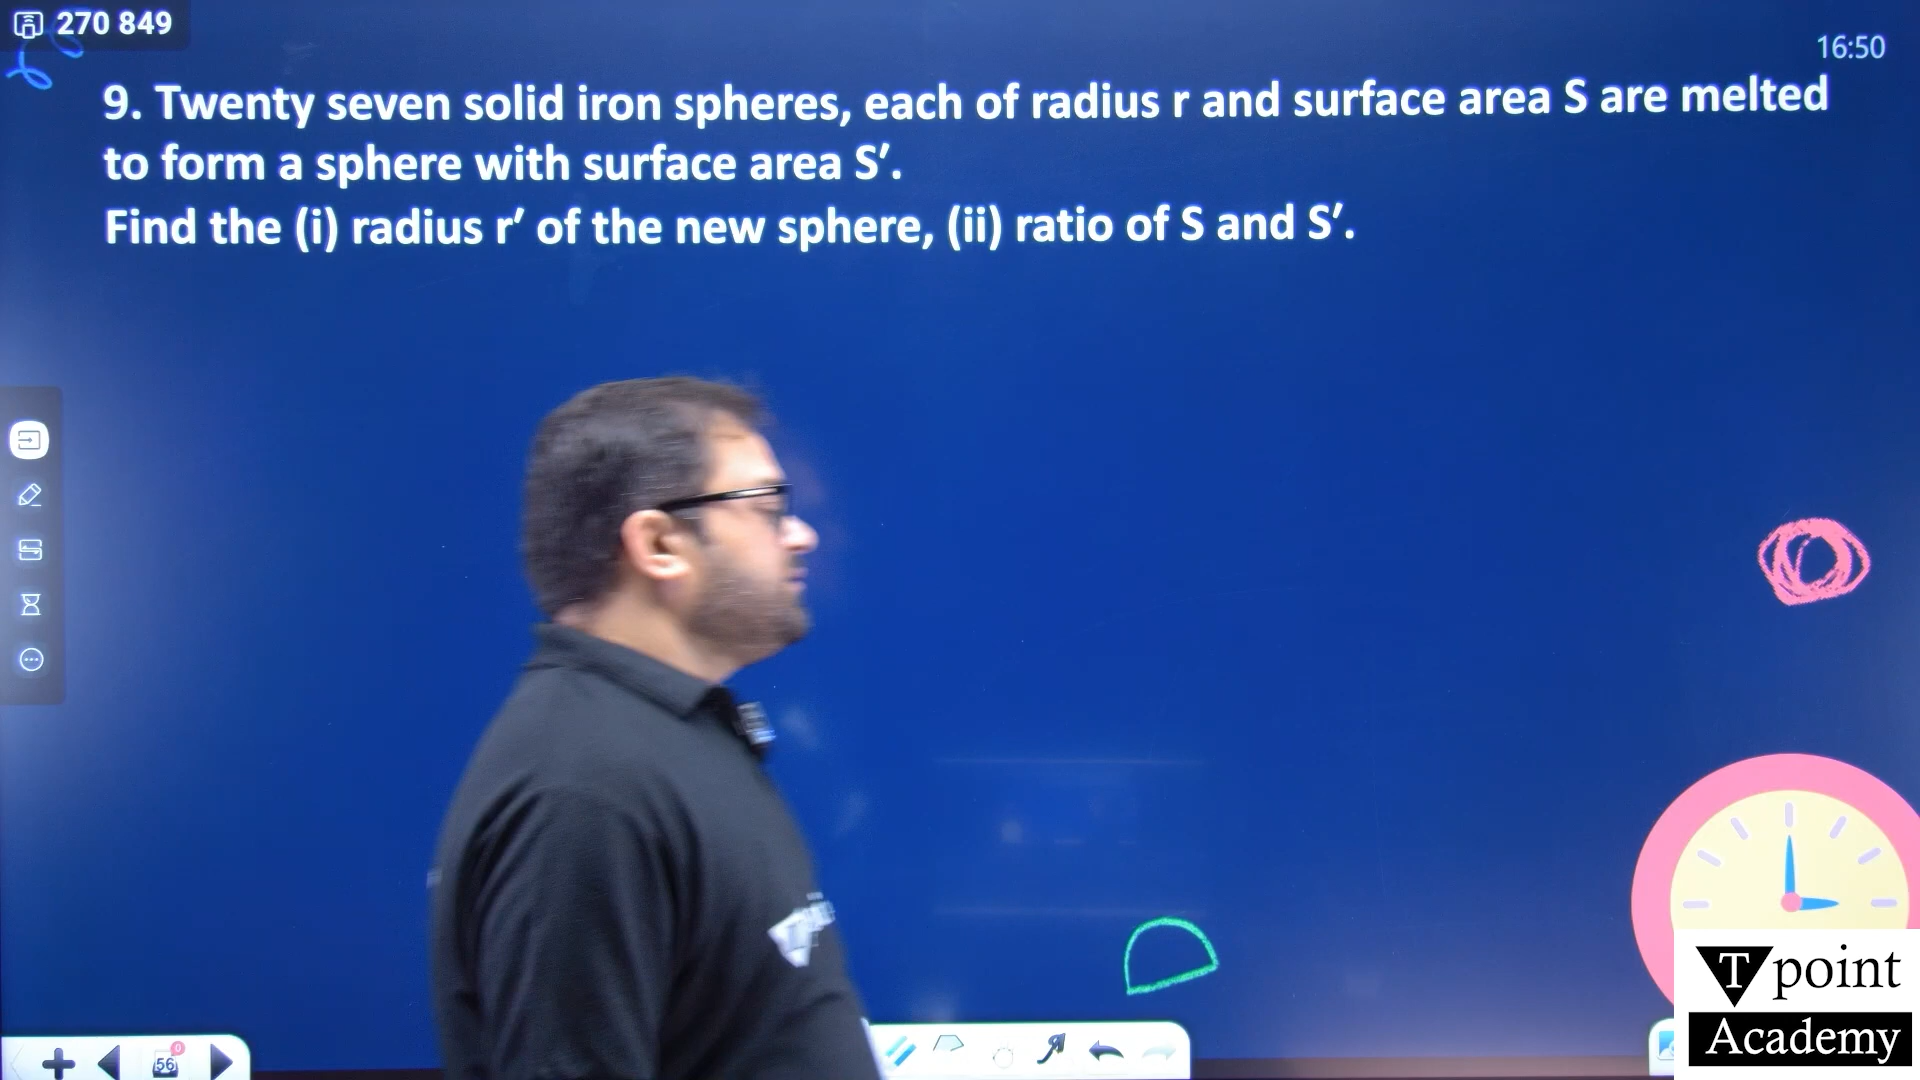 270 849
16:50
9. Twenty seven solid iron spheres, each of radius r and surface area S are melted
to form a sphere with surface area S′.
Find the (i) radius r′ of the new sphere, (ii) ratio of S and S′.
56
0
T point
Academy